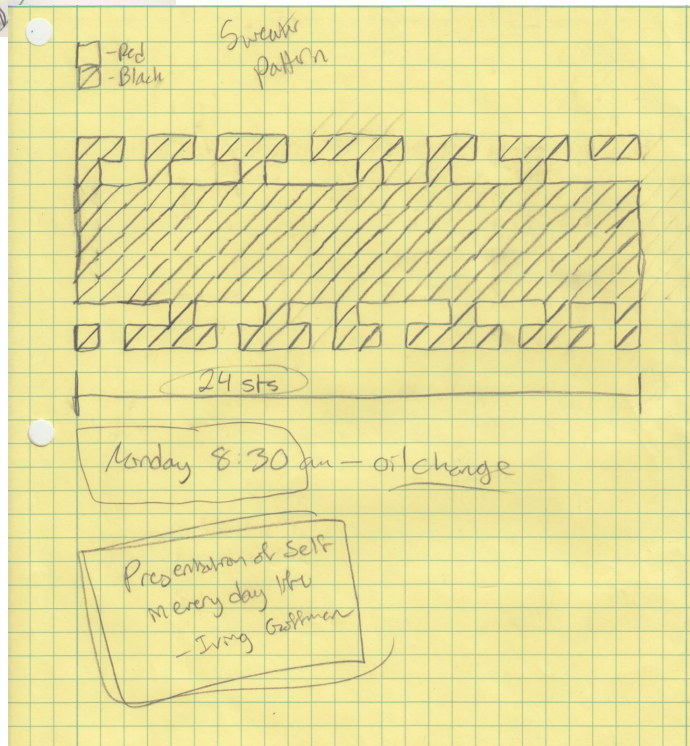 Sweater
Pattern
-Red
-Black
24 sts
Monday 8:30 am - oil change
Presentation of Self
in every day life
- Irving Goffman